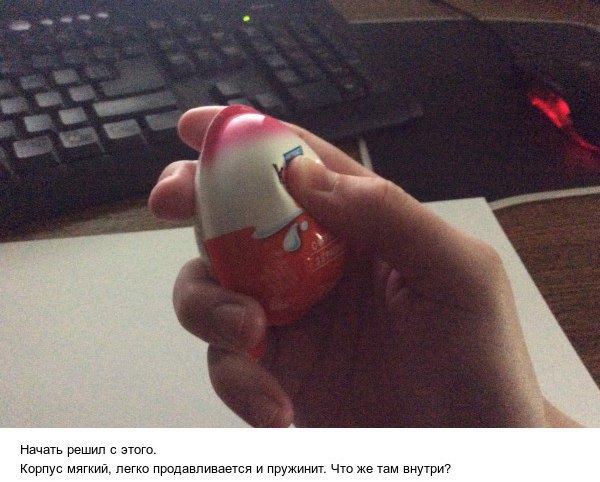 Начать решил с этого.
Корпус мягкий, легко продавливается и пружинит. Что же там внутри?